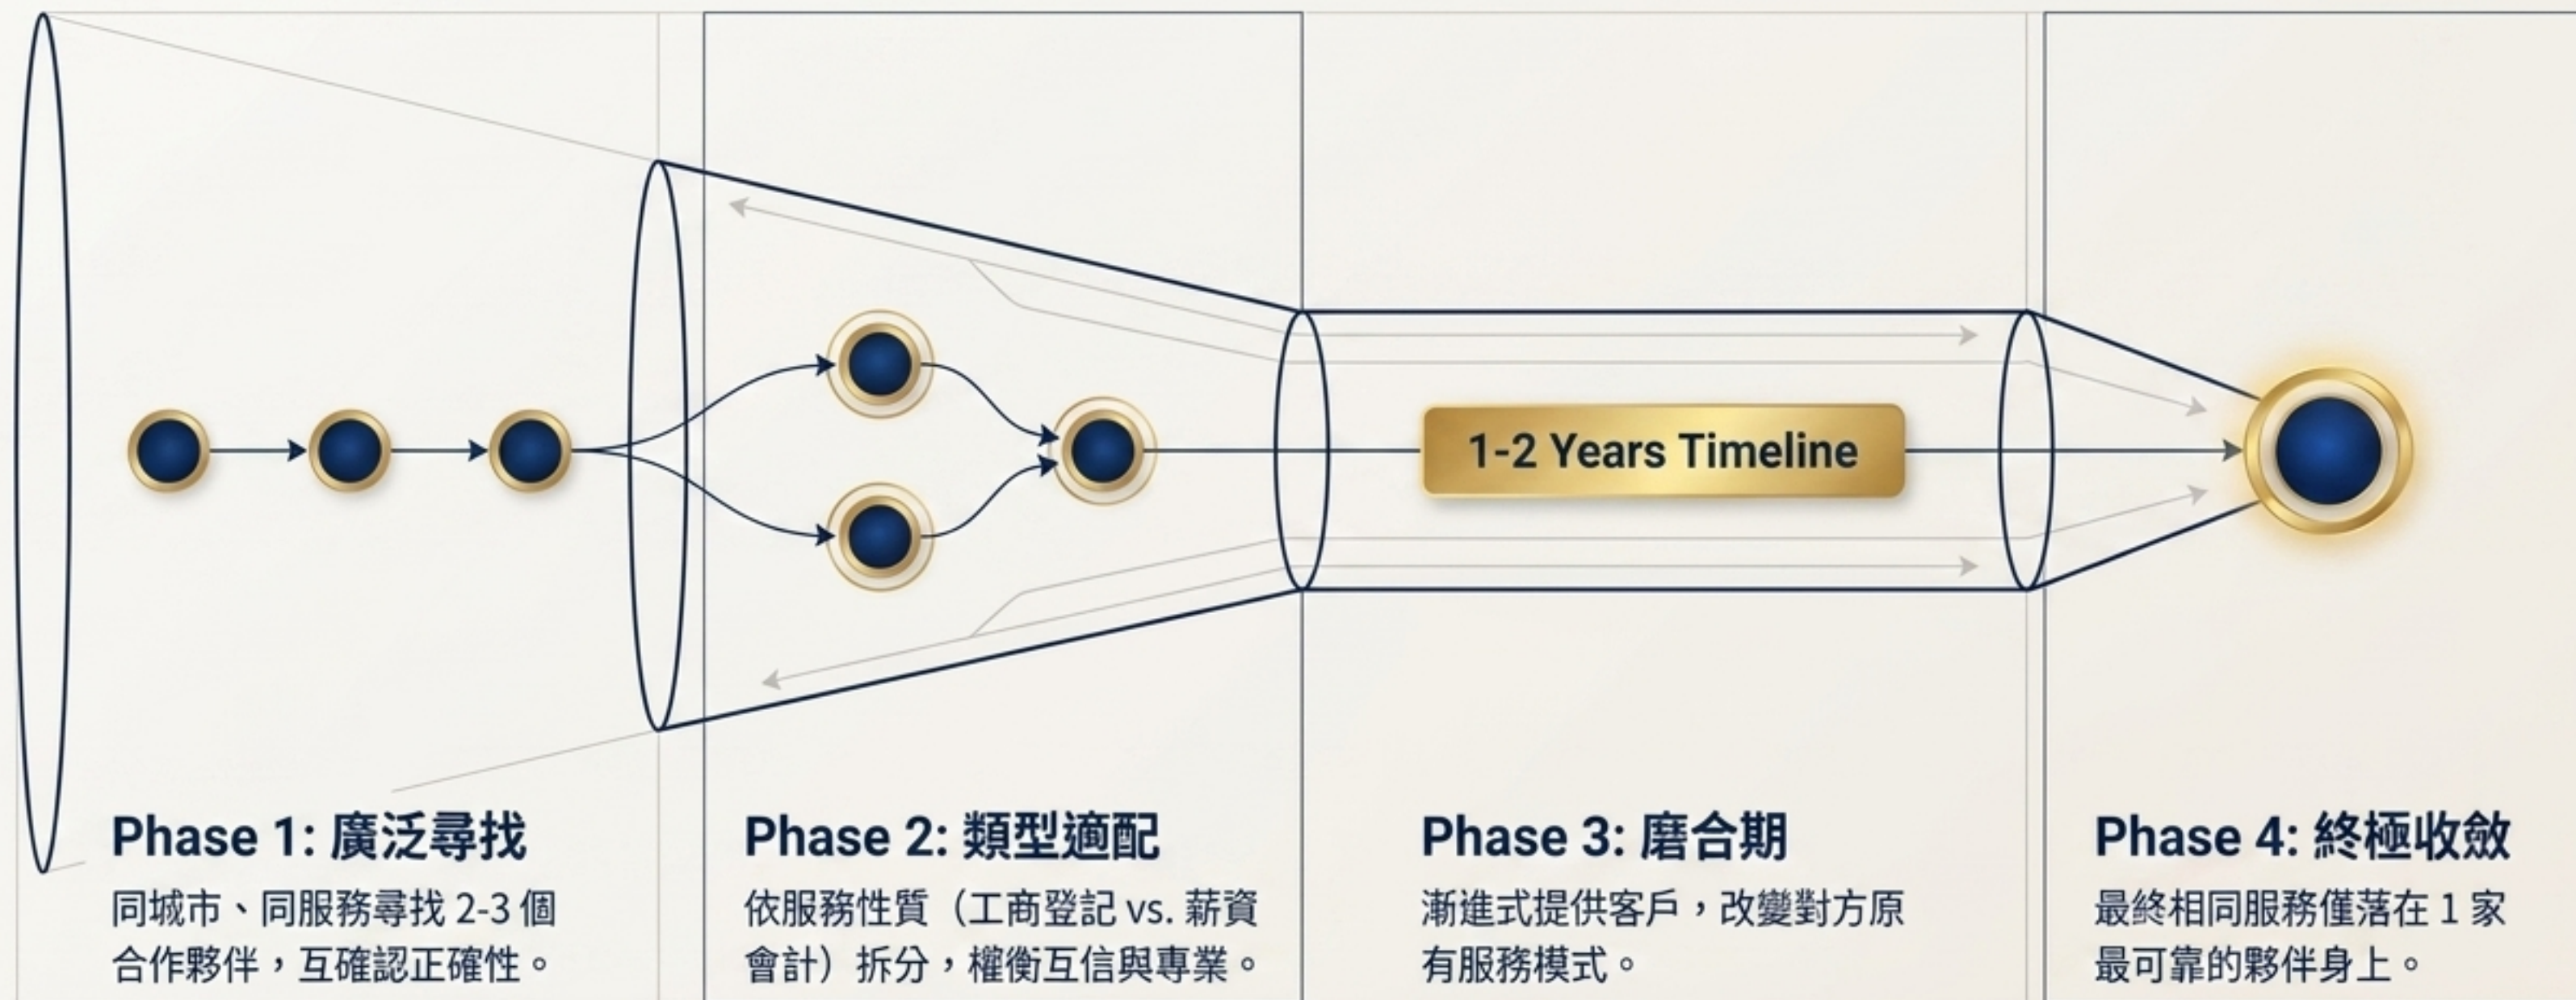 1-2 Years Timeline
Phase 1: 廣泛尋找
同城市、同服務尋找 2-3 個
合作夥伴，互確認正確性。
Phase 2: 類型適配
依服務性質（工商登記 vs. 薪資
會計）拆分，權衡互信與專業。
Phase 3: 磨合期
漸進式提供客戶，改變對方原
有服務模式。
Phase 4: 終極收斂
最終相同服務僅落在 1 家
最可靠的夥伴身上。